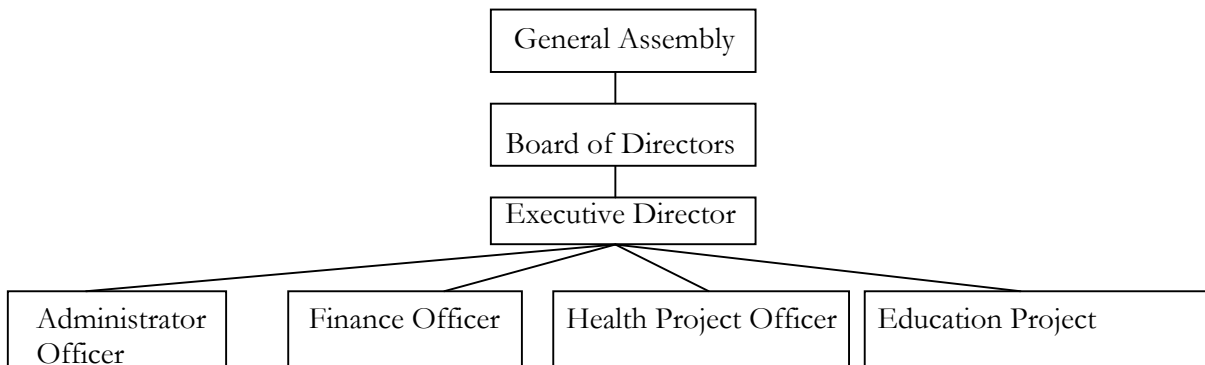 General Assembly
Board of Directors
Executive Director
Administrator
Officer
Finance Officer
Health Project Officer
Education Project